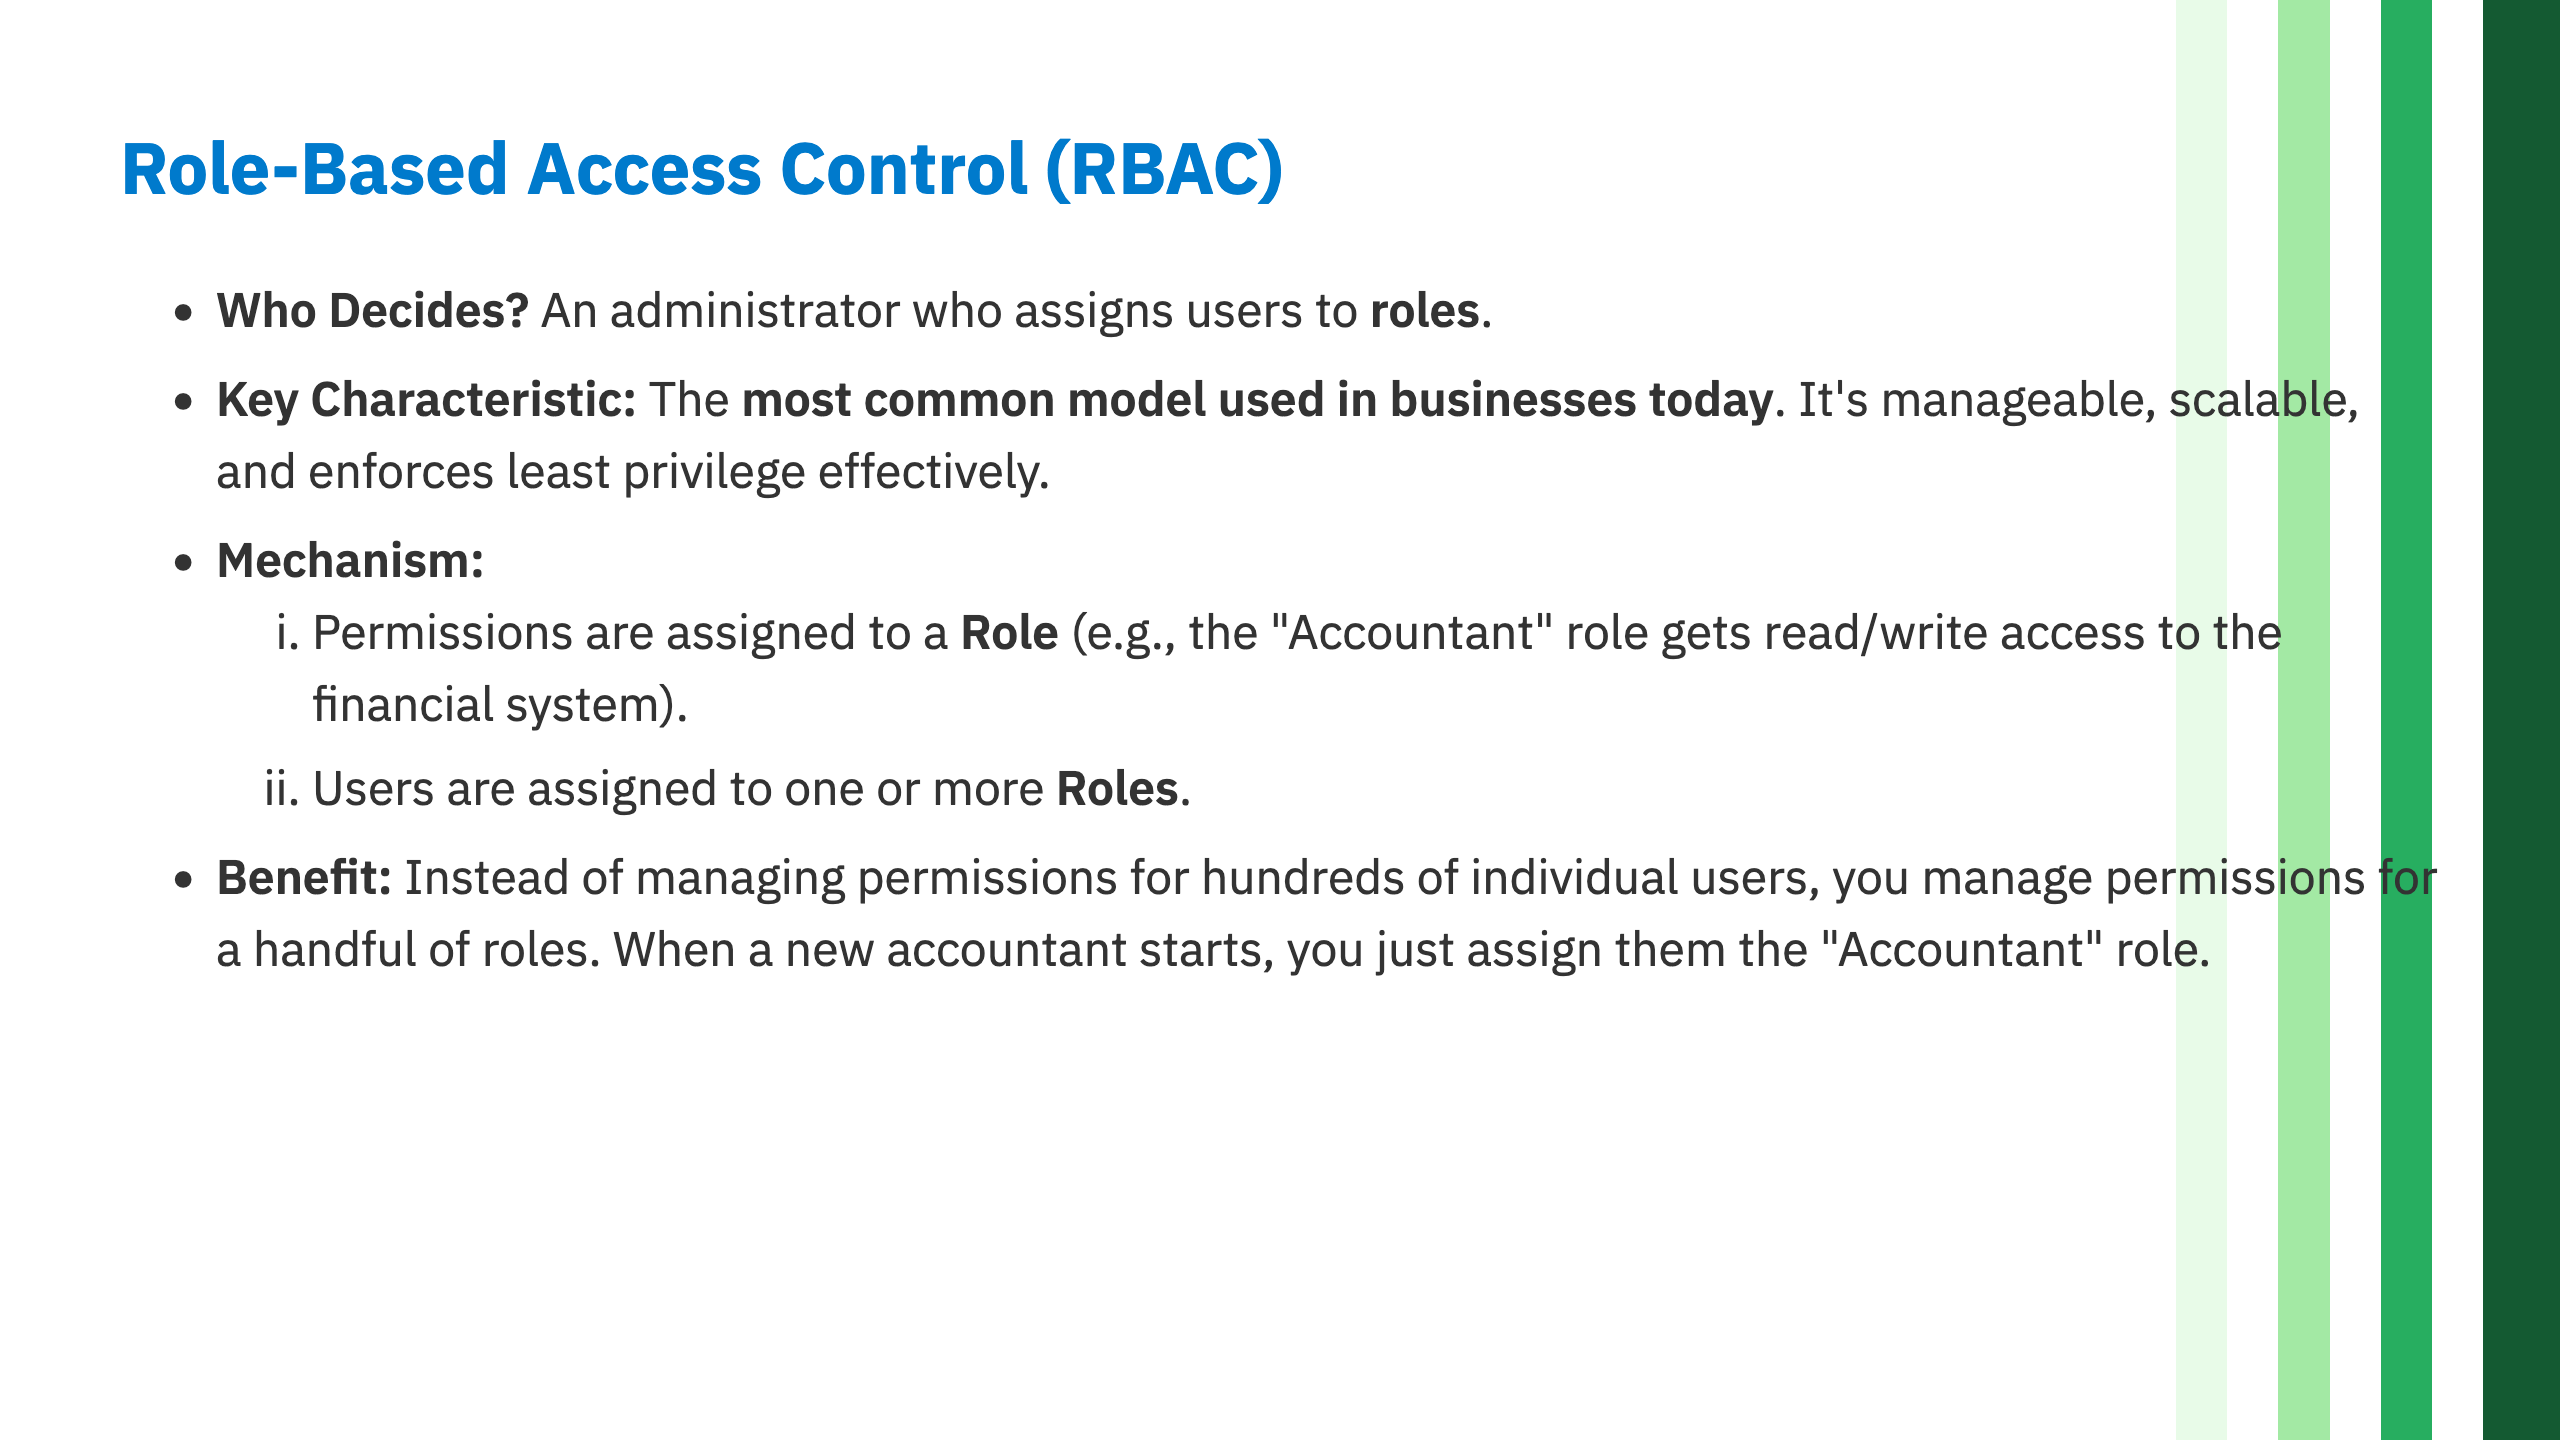 Role-Based Access Control (RBAC)
• Who Decides? An administrator who assigns users to roles.
• Key Characteristic: The most common model used in businesses today. It's manageable, scalable,
and enforces least privilege effectively.
• Mechanism:
i. Permissions are assigned to a Role (e.g., the "Accountant" role gets read/write access to the
financial system).
ii. Users are assigned to one or more Roles.
• Benefit: Instead of managing permissions for hundreds of individual users, you manage permissions for
a handful of roles. When a new accountant starts, you just assign them the "Accountant" role.